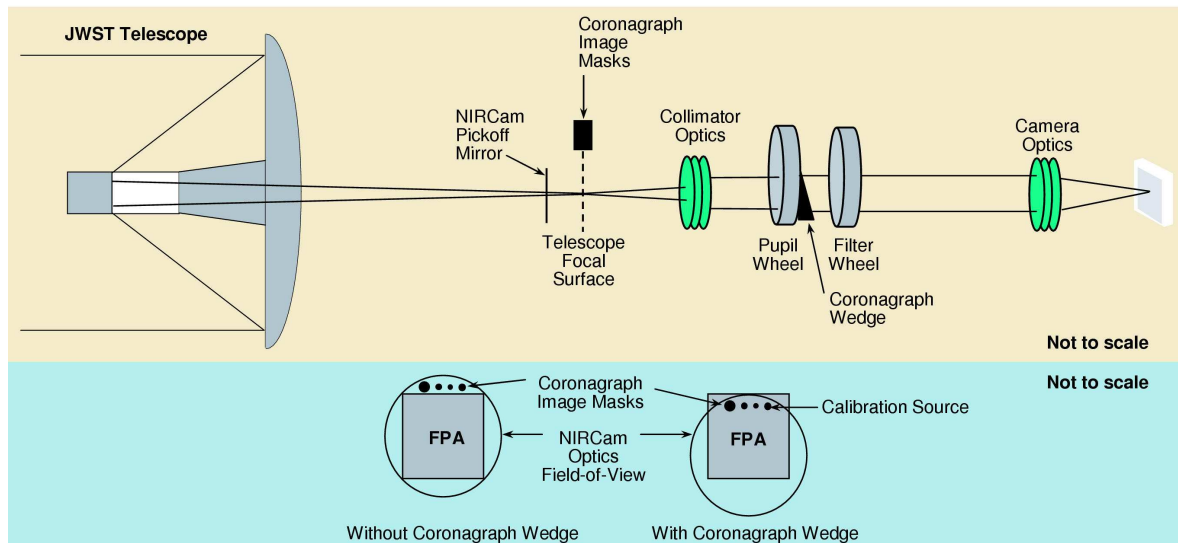 JWST Telescope
Coronagraph
Image
Masks
NIRCam
Pickoff
Mirror
Collimator
Optics
Camera
Optics
Telescope
Focal
Surface
Pupil
Wheel
Filter
Wheel
Coronagraph
Wedge
Not to scale
Not to scale
Coronagraph
Image Masks
Calibration Source
FPA
FPA
NIRCam
Optics
Field-of-View
Without Coronagraph Wedge
With Coronagraph Wedge